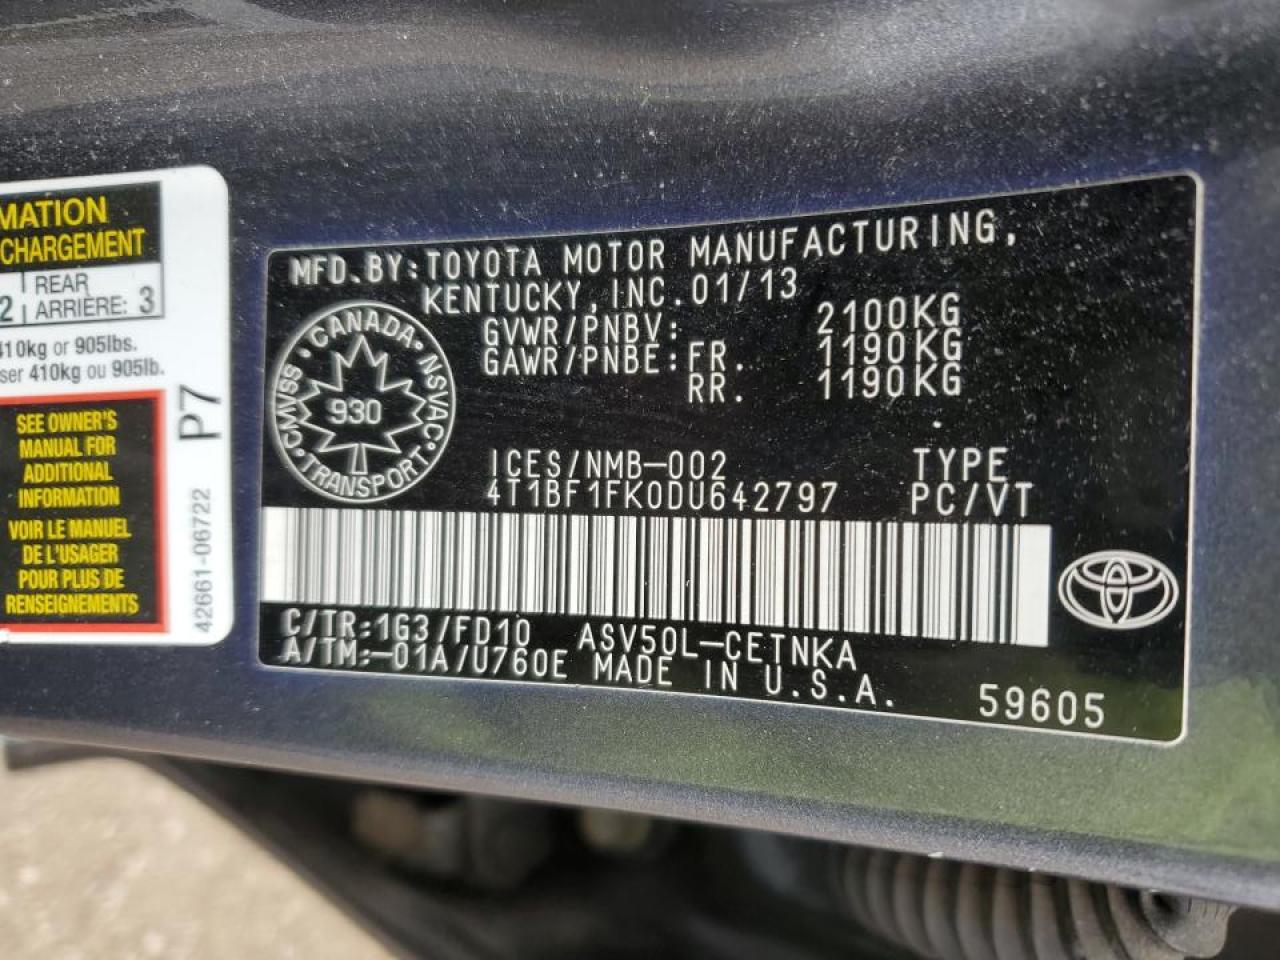 MATION
CHARGEMENT
2 REAR
ARRIÈRE: 3
410kg or 905lbs.
ser 410kg ou 905lb.
SEE OWNER'S
MANUAL FOR
ADDITIONAL
INFORMATION
VOIR LE MANUEL
DE L'USAGER
POUR PLUS DE
RENSEIGNEMENTS
P7
42661-06722
MFD. BY: TOYOTA MOTOR MANUFACTURING,
KENTUCKY, INC. 01/13
GVWR/PNBV: 2100KG
GAWR/PNBE: FR. 1190KG
RR. 1190KG
CANADA
CMVSS 930 NSVAC
TRANSPORT
ICES/NMB-002 TYPE
4T1BF1FK0DU642797 PC/VT
C/TR: 1G3/FD10 ASV50L-CETNKA
A/TM: -01A/U760E MADE IN U.S.A.
59605